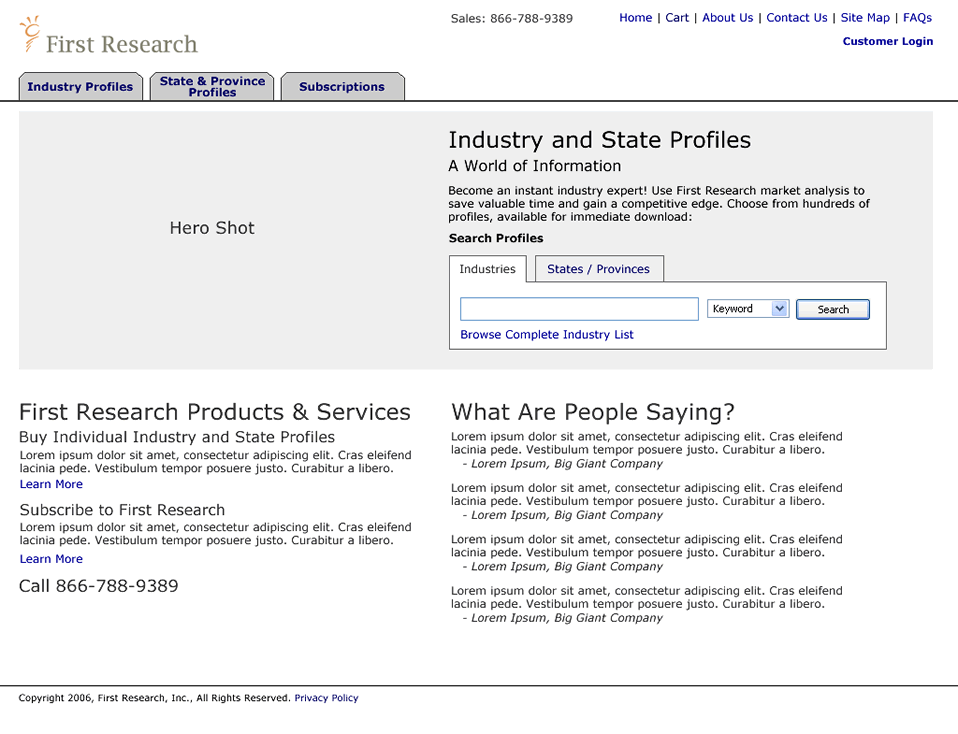 Sales: 866-788-9389
Home | Cart | About Us | Contact Us | Site Map | FAQs
Customer Login
First Research
Industry Profiles
State & Province
Profiles
Subscriptions
Hero Shot
Industry and State Profiles
A World of Information
Become an instant industry expert! Use First Research market analysis to
save valuable time and gain a competitive edge. Choose from hundreds of
profiles, available for immediate download:
Search Profiles
Industries
States / Provinces
Keyword
Search
Browse Complete Industry List
First Research Products & Services
Buy Individual Industry and State Profiles
Lorem ipsum dolor sit amet, consectetur adipiscing elit. Cras eleifend
lacinia pede. Vestibulum tempor posuere justo. Curabitur a libero.
Learn More
Subscribe to First Research
Lorem ipsum dolor sit amet, consectetur adipiscing elit. Cras eleifend
lacinia pede. Vestibulum tempor posuere justo. Curabitur a libero.
Learn More
Call 866-788-9389
What Are People Saying?
Lorem ipsum dolor sit amet, consectetur adipiscing elit. Cras eleifend
lacinia pede. Vestibulum tempor posuere justo. Curabitur a libero.
- Lorem Ipsum, Big Giant Company
Lorem ipsum dolor sit amet, consectetur adipiscing elit. Cras eleifend
lacinia pede. Vestibulum tempor posuere justo. Curabitur a libero.
- Lorem Ipsum, Big Giant Company
Lorem ipsum dolor sit amet, consectetur adipiscing elit. Cras eleifend
lacinia pede. Vestibulum tempor posuere justo. Curabitur a libero.
- Lorem Ipsum, Big Giant Company
Lorem ipsum dolor sit amet, consectetur adipiscing elit. Cras eleifend
lacinia pede. Vestibulum tempor posuere justo. Curabitur a libero.
- Lorem Ipsum, Big Giant Company
Copyright 2006, First Research, Inc., All Rights Reserved. Privacy Policy